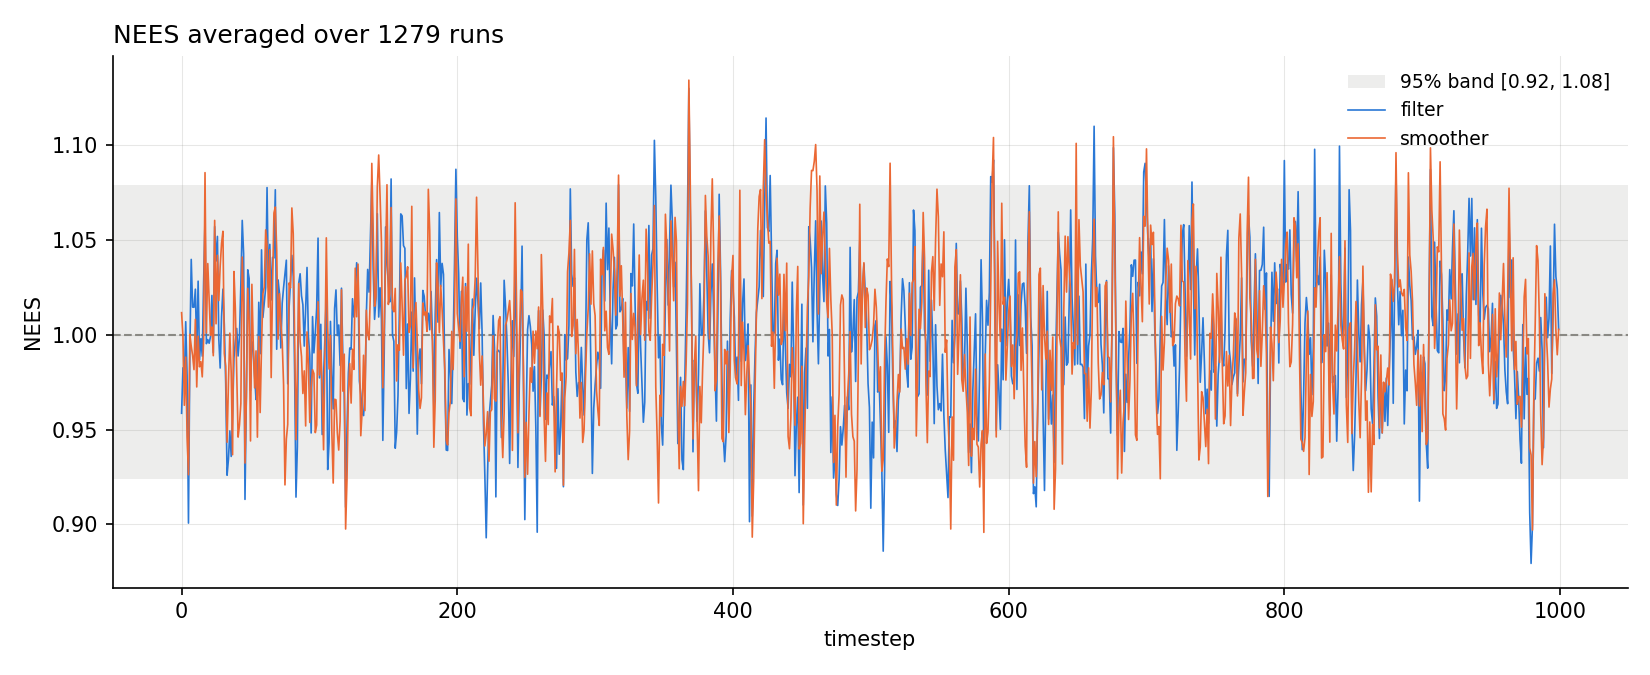 NEES averaged over 1279 runs
95% band [0.92, 1.08]
filter
smoother
NEES
1.10
1.05
1.00
0.95
0.90
0
200
400
600
800
1000
timestep